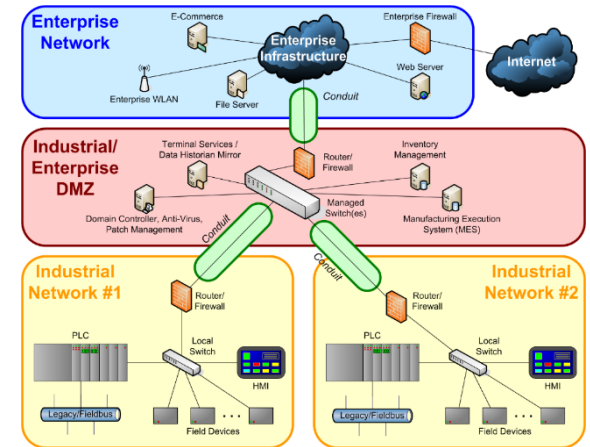 Enterprise
Network
E-Commerce
Enterprise
Infrastructure
Enterprise Firewall
Internet
Enterprise WLAN
File Server
Web Server
Conduit
Industrial/
Enterprise
DMZ
Terminal Services /
Data Historian Mirror
Router/
Firewall
Inventory
Management
Domain Controller, Anti-Virus,
Patch Management
Managed
Switch(es)
Manufacturing Execution
System (MES)
Conduit
Conduit
Industrial
Network #1
Router/
Firewall
PLC
Local
Switch
HMI
Legacy/Fieldbus
Field Devices
Industrial
Network #2
Router/
Firewall
PLC
Local
Switch
HMI
Legacy/Fieldbus
Field Devices